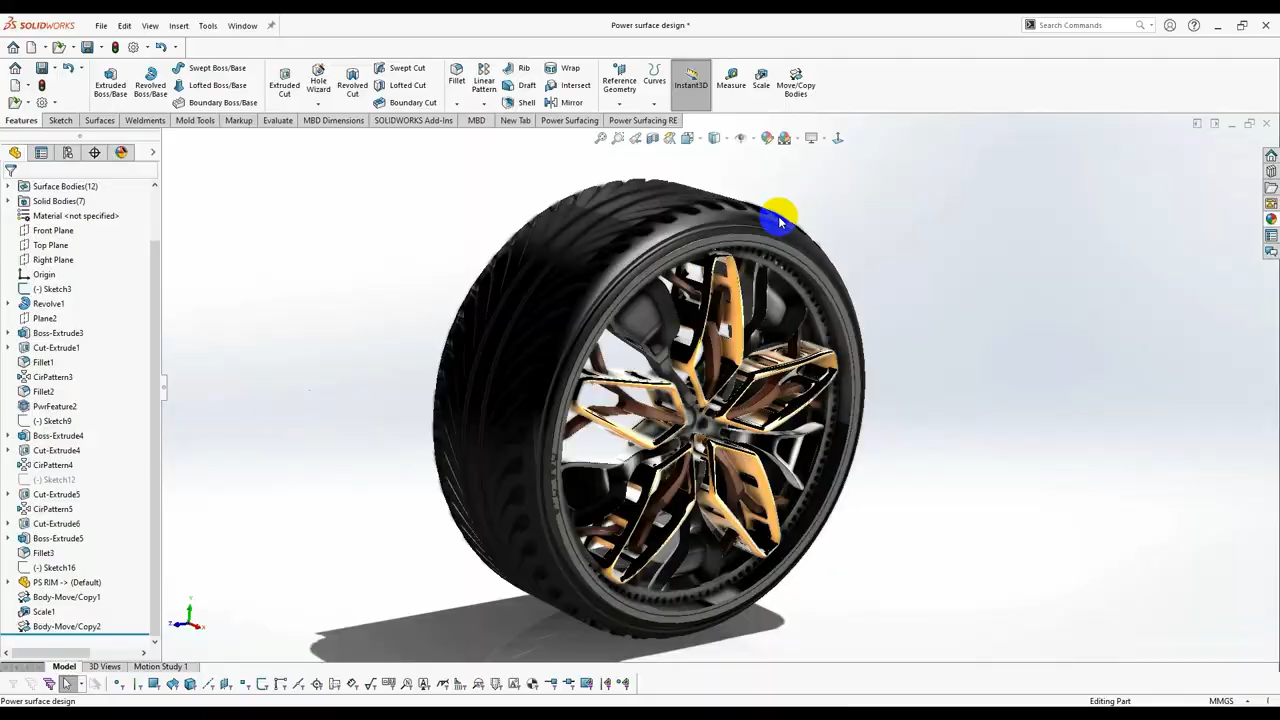 SOLIDWORKS File Edit View Insert Tools Window
Power surface design *
Search Commands
Extruded Boss/Base
Revolved Boss/Base
Swept Boss/Base
Lofted Boss/Base
Boundary Boss/Base
Extruded Cut
Hole Wizard
Revolved Cut
Swept Cut
Lofted Cut
Boundary Cut
Fillet
Linear Pattern
Rib
Draft
Shell
Wrap
Intersect
Mirror
Reference Geometry
Curves
Instant3D
Measure
Scale
Move/Copy Bodies
Features Sketch Surfaces Weldments Mold Tools Markup Evaluate MBD Dimensions SOLIDWORKS Add-Ins MBD New Tab Power Surfacing Power Surfacing RE
Surface Bodies(12)
Solid Bodies(7)
Material <not specified>
Front Plane
Top Plane
Right Plane
Origin
(-) Sketch3
Revolve1
Plane2
Boss-Extrude3
Cut-Extrude1
Fillet1
CirPattern3
Fillet2
PwrFeature2
(-) Sketch9
Boss-Extrude4
Cut-Extrude4
CirPattern4
(-) Sketch12
Cut-Extrude5
CirPattern5
Cut-Extrude6
Boss-Extrude5
Fillet3
(-) Sketch16
PS RIM -> (Default)
Body-Move/Copy1
Scale1
Body-Move/Copy2
Y
Z
X
Model 3D Views Motion Study 1
Power surface design
Editing Part
MMGS